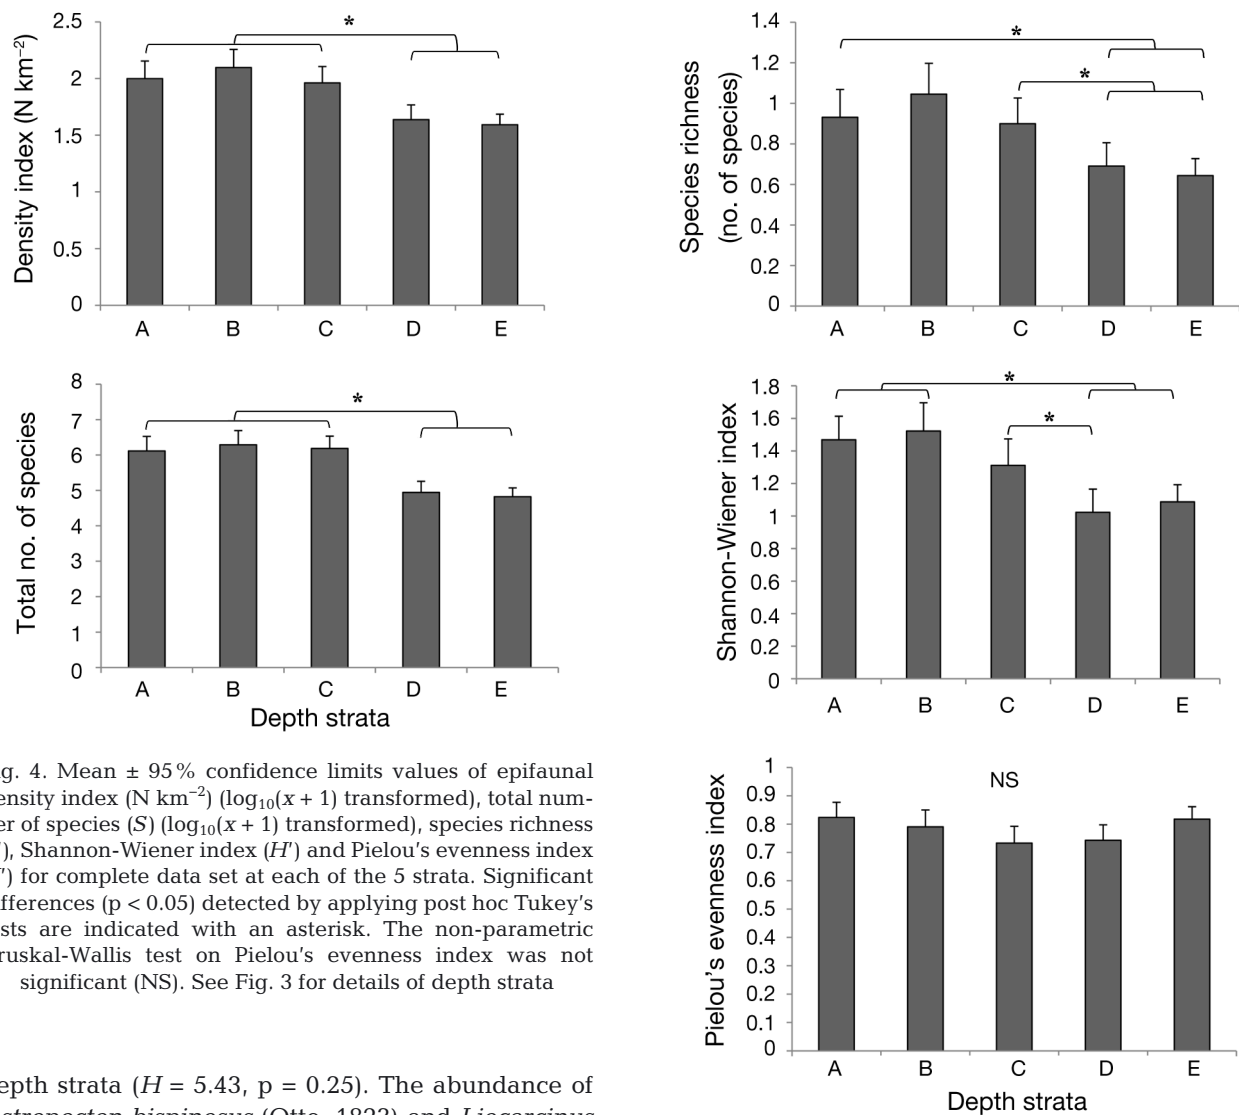 2.5
2
1.5
1
0.5
0
Density index (N km⁻²)
*
A B C D E
8
7
6
5
4
3
2
1
0
Total no. of species
*
A B C D E
Depth strata
g. 4. Mean ± 95% confidence limits values of epifaunal
ensity index (N km⁻²) (log₁₀(x + 1) transformed), total num-
er of species (S) (log₁₀(x + 1) transformed), species richness
′), Shannon-Wiener index (H′) and Pielou's evenness index
′) for complete data set at each of the 5 strata. Significant
fferences (p < 0.05) detected by applying post hoc Tukey's
sts are indicated with an asterisk. The non-parametric
ruskal-Wallis test on Pielou's evenness index was not
significant (NS). See Fig. 3 for details of depth strata
epth strata (H = 5.43, p = 0.25). The abundance of
stropecten bispinosus (Otto, 1823) and Liocarcinus
1.4
1.2
1
0.8
0.6
0.4
0.2
0
Species richness
(no. of species)
*
*
A B C D E
1.8
1.6
1.4
1.2
1
0.8
0.6
0.4
0.2
0
Shannon-Wiener index
*
*
A B C D E
1
0.9
0.8
0.7
0.6
0.5
0.4
0.3
0.2
0.1
0
Pielou's evenness index
NS
A B C D E
Depth strata